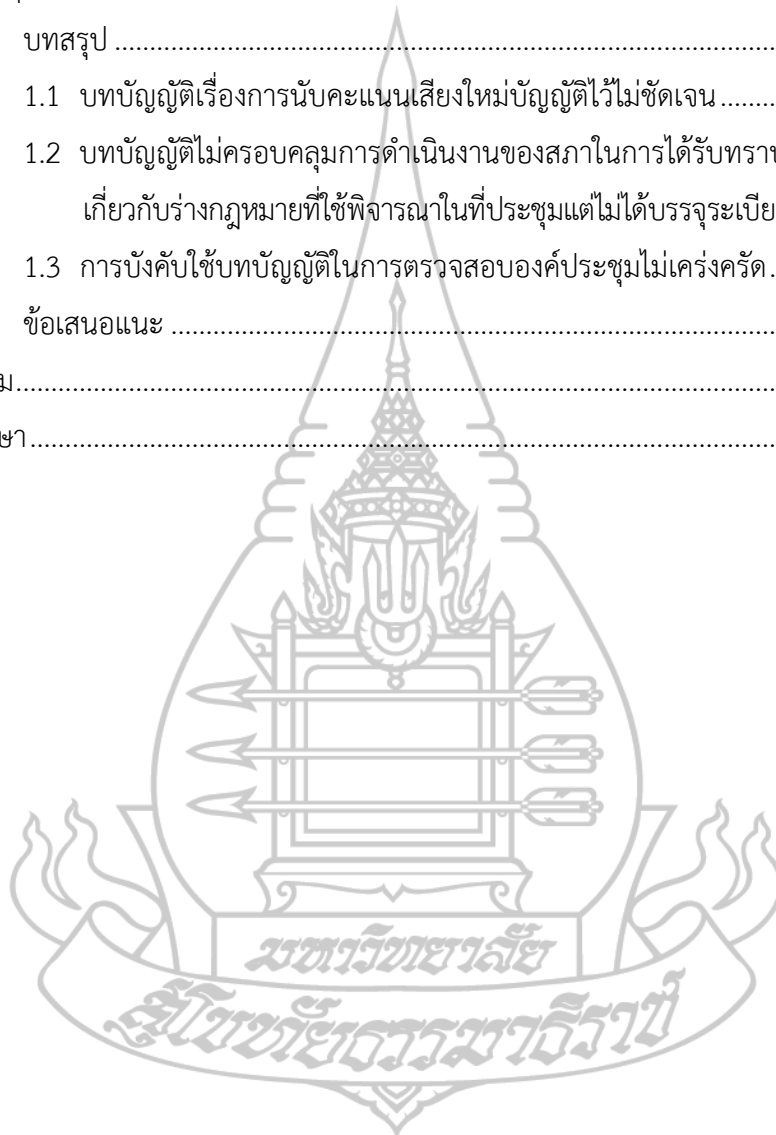 บทสรุป ...............................................................................................
1.1 บทบัญญัติเรื่องการนับคะแนนเสียงใหม่บัญญัติไว้ไม่ชัดเจน .........
1.2 บทบัญญัติไม่ครอบคลุมการดำเนินงานของสภาในการได้รับทราบ
เกี่ยวกับร่างกฎหมายที่ใช้พิจารณาในที่ประชุมแต่ไม่ได้บรรจุระเบีย
1.3 การบังคับใช้บทบัญญัติในการตรวจสอบองค์ประชุมไม่เคร่งครัด..
ข้อเสนอแนะ ......................................................................................
ม..........................................................................................................
ษา........................................................................................................
มหาวิทยาลัย
สุโขทัยธรรมาธิราช